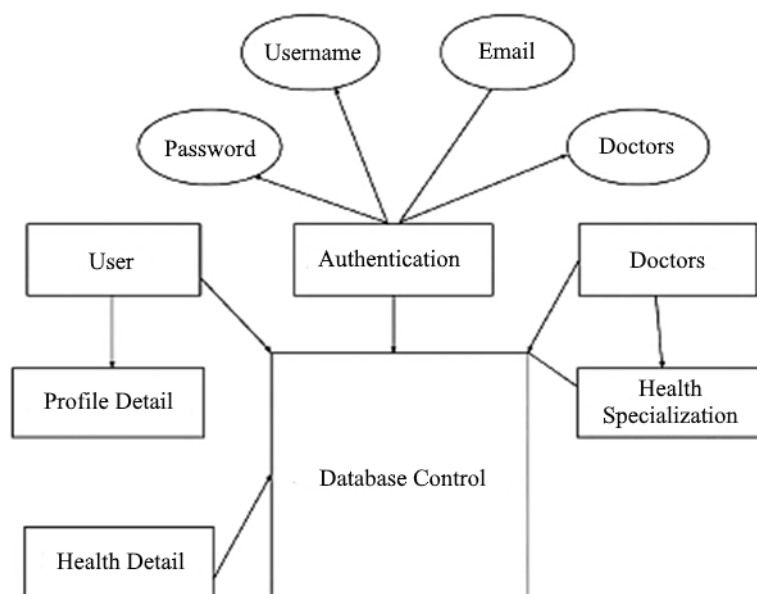 Username
Email
Password
Doctors
User
Authentication
Doctors
Profile Detail
Health
Specialization
Database Control
Health Detail